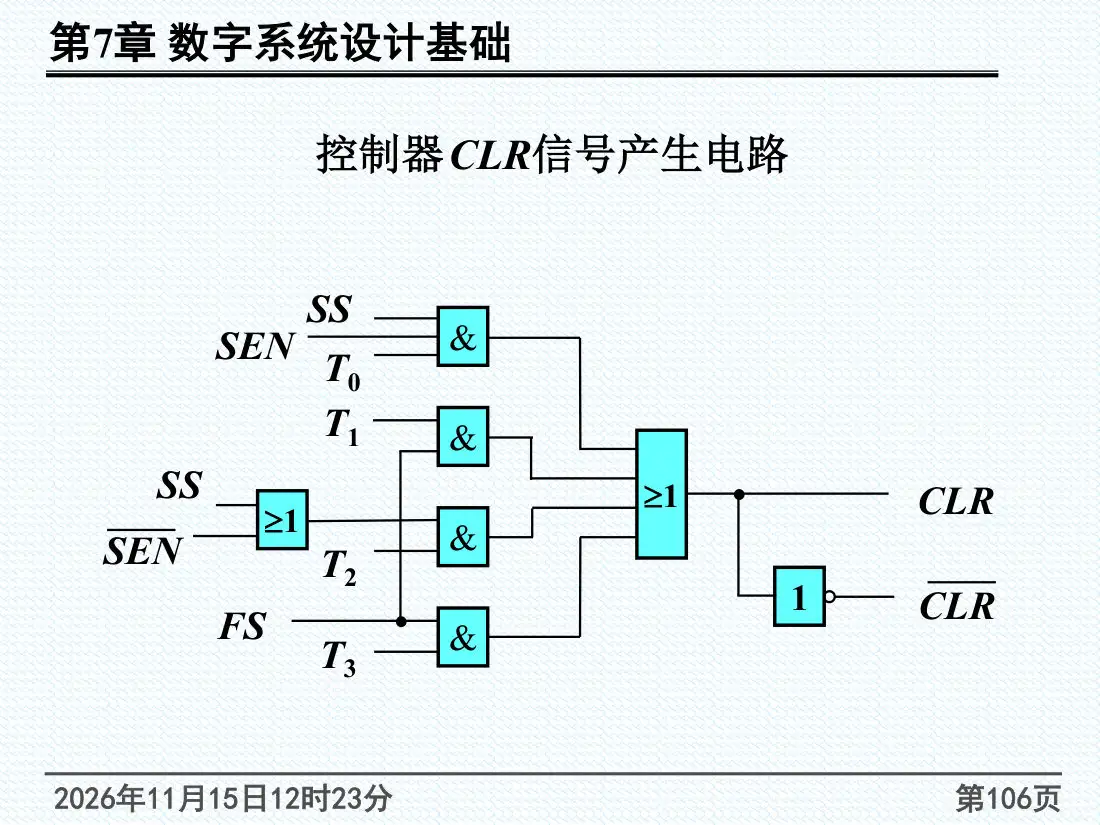 第7章 数字系统设计基础
控制器CLR信号产生电路
SS
SEN
&
T₀
T₁
&
SS
≥1
≥1
CLR
S̅E̅N̅
&
T₂
1
C̅L̅R̅
FS
&
T₃
2026年11月15日12时23分
第106页